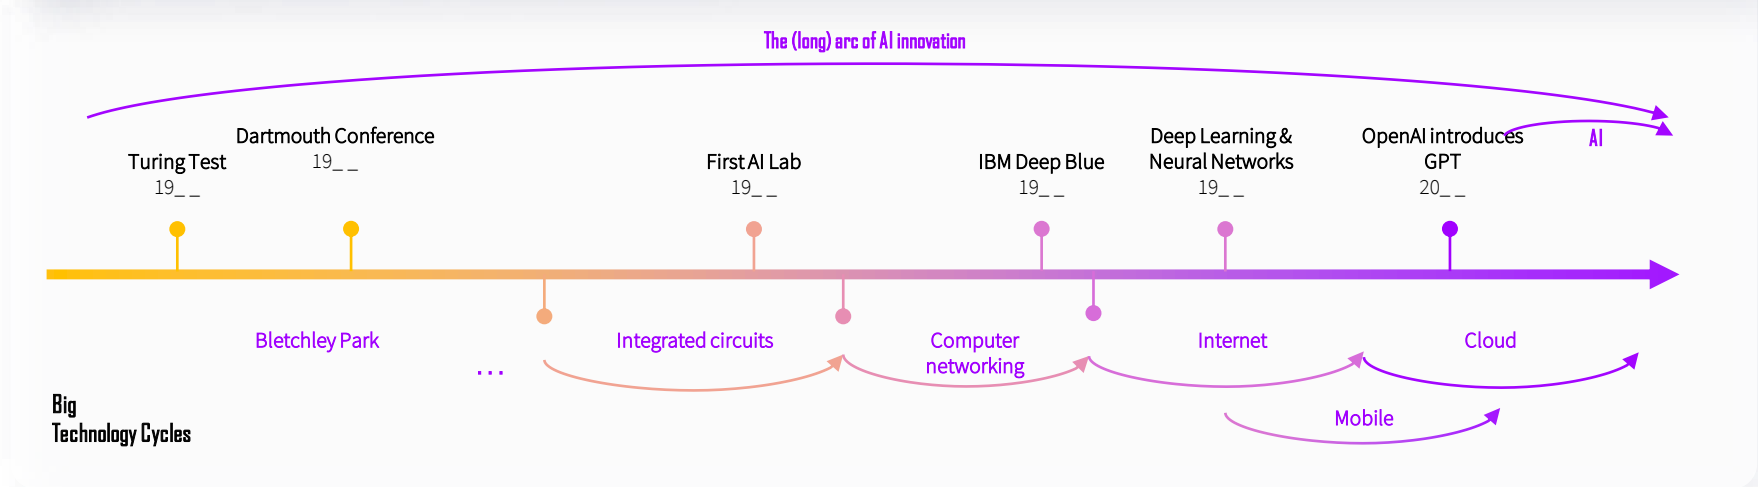 The (long) arc of AI innovation
Dartmouth Conference
19_ _
Turing Test
19_ _
First AI Lab
19_ _
IBM Deep Blue
19_ _
Deep Learning &
Neural Networks
19_ _
OpenAI introduces
GPT
20_ _
AI
Bletchley Park
...
Integrated circuits
Computer
networking
Internet
Cloud
Mobile
Big
Technology Cycles